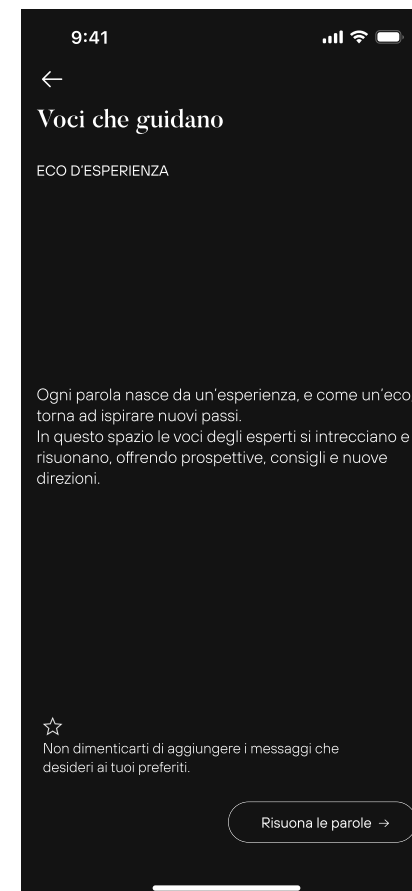 9:41
Voci che guidano
ECO D'ESPERIENZA
Ogni parola nasce da un'esperienza, e come un'eco
torna ad ispirare nuovi passi.
In questo spazio le voci degli esperti si intrecciano e
risuonano, offrendo prospettive, consigli e nuove
direzioni.
Non dimenticarti di aggiungere i messaggi che
desideri ai tuoi preferiti.
Risuona le parole →